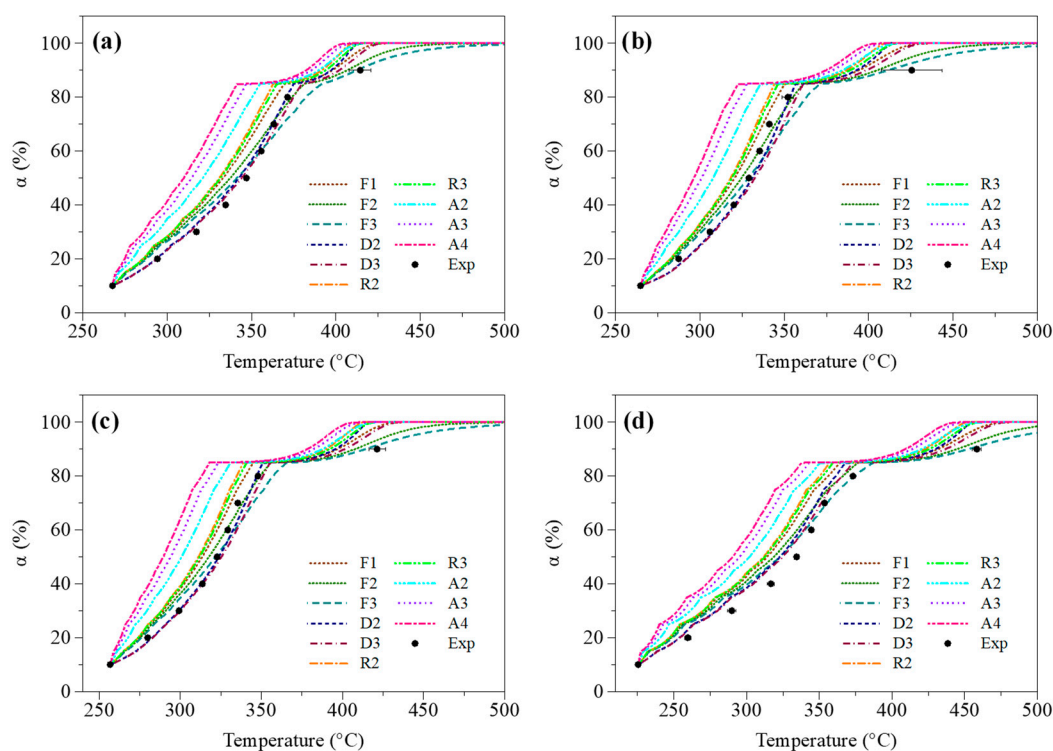 (a)
α (%)
100
80
60
40
20
0
F1
F2
F3
D2
D3
R2
R3
A2
A3
A4
Exp
250 300 350 400 450 500
Temperature (°C)
(b)
α (%)
100
80
60
40
20
0
F1
F2
F3
D2
D3
R2
R3
A2
A3
A4
Exp
250 300 350 400 450 500
Temperature (°C)
(c)
α (%)
100
80
60
40
20
0
F1
F2
F3
D2
D3
R2
R3
A2
A3
A4
Exp
250 300 350 400 450 500
Temperature (°C)
(d)
α (%)
100
80
60
40
20
0
F1
F2
F3
D2
D3
R2
R3
A2
A3
A4
Exp
200 250 300 350 400 450 500
Temperature (°C)